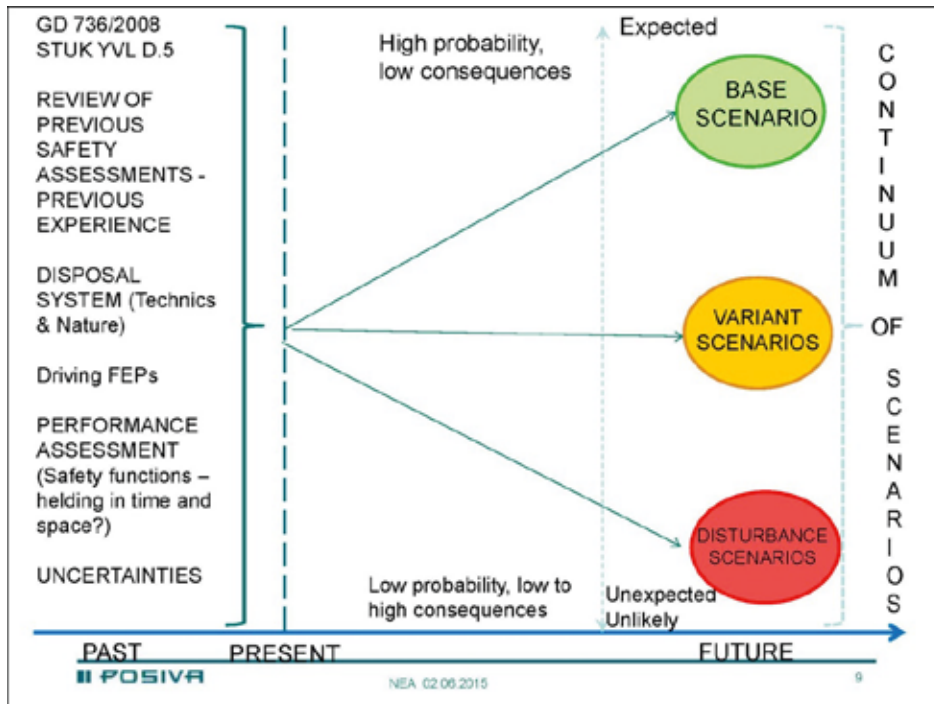 GD 736/2008
STUK YVL D.5
REVIEW OF
PREVIOUS
SAFETY
ASSESSMENTS -
PREVIOUS
EXPERIENCE
DISPOSAL
SYSTEM (Technics
& Nature)
Driving FEPs
PERFORMANCE
ASSESSMENT
(Safety functions –
helding in time and
space?)
UNCERTAINTIES
High probability,
low consequences
Low probability, low to
high consequences
Expected
Unexpected
Unlikely
BASE
SCENARIO
VARIANT
SCENARIOS
DISTURBANCE
SCENARIOS
CONTINUUM
OF
SCENARIOS
PAST
PRESENT
FUTURE
POSIVA
NEA 02.06.2015
9